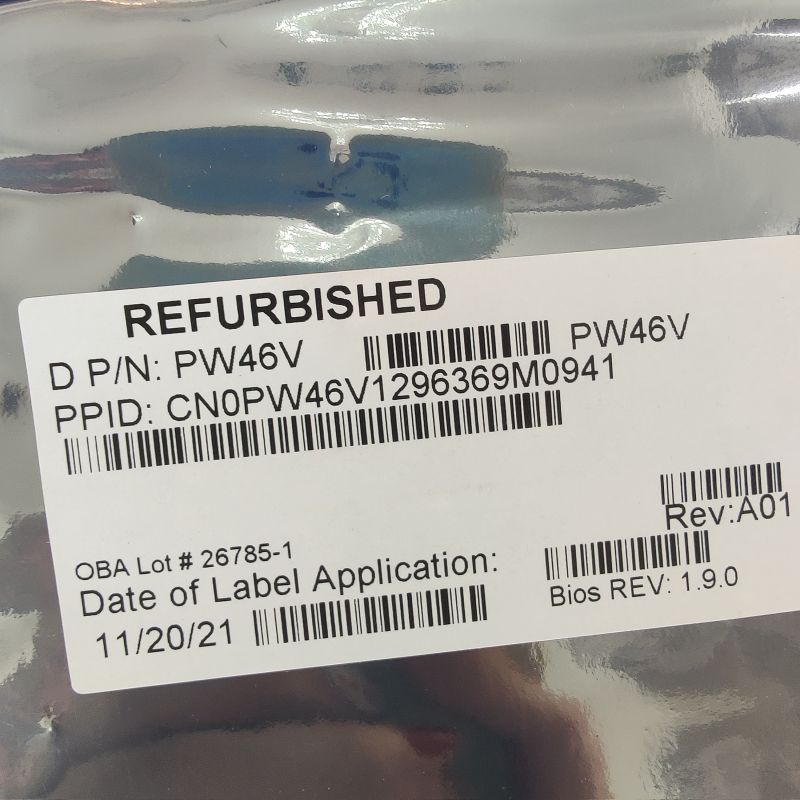 REFURBISHED
D P/N: PW46V PW46V
PPID: CN0PW46V1296369M0941
Rev:A01
OBA Lot # 26785-1
Date of Label Application:
Bios REV: 1.9.0
11/20/21